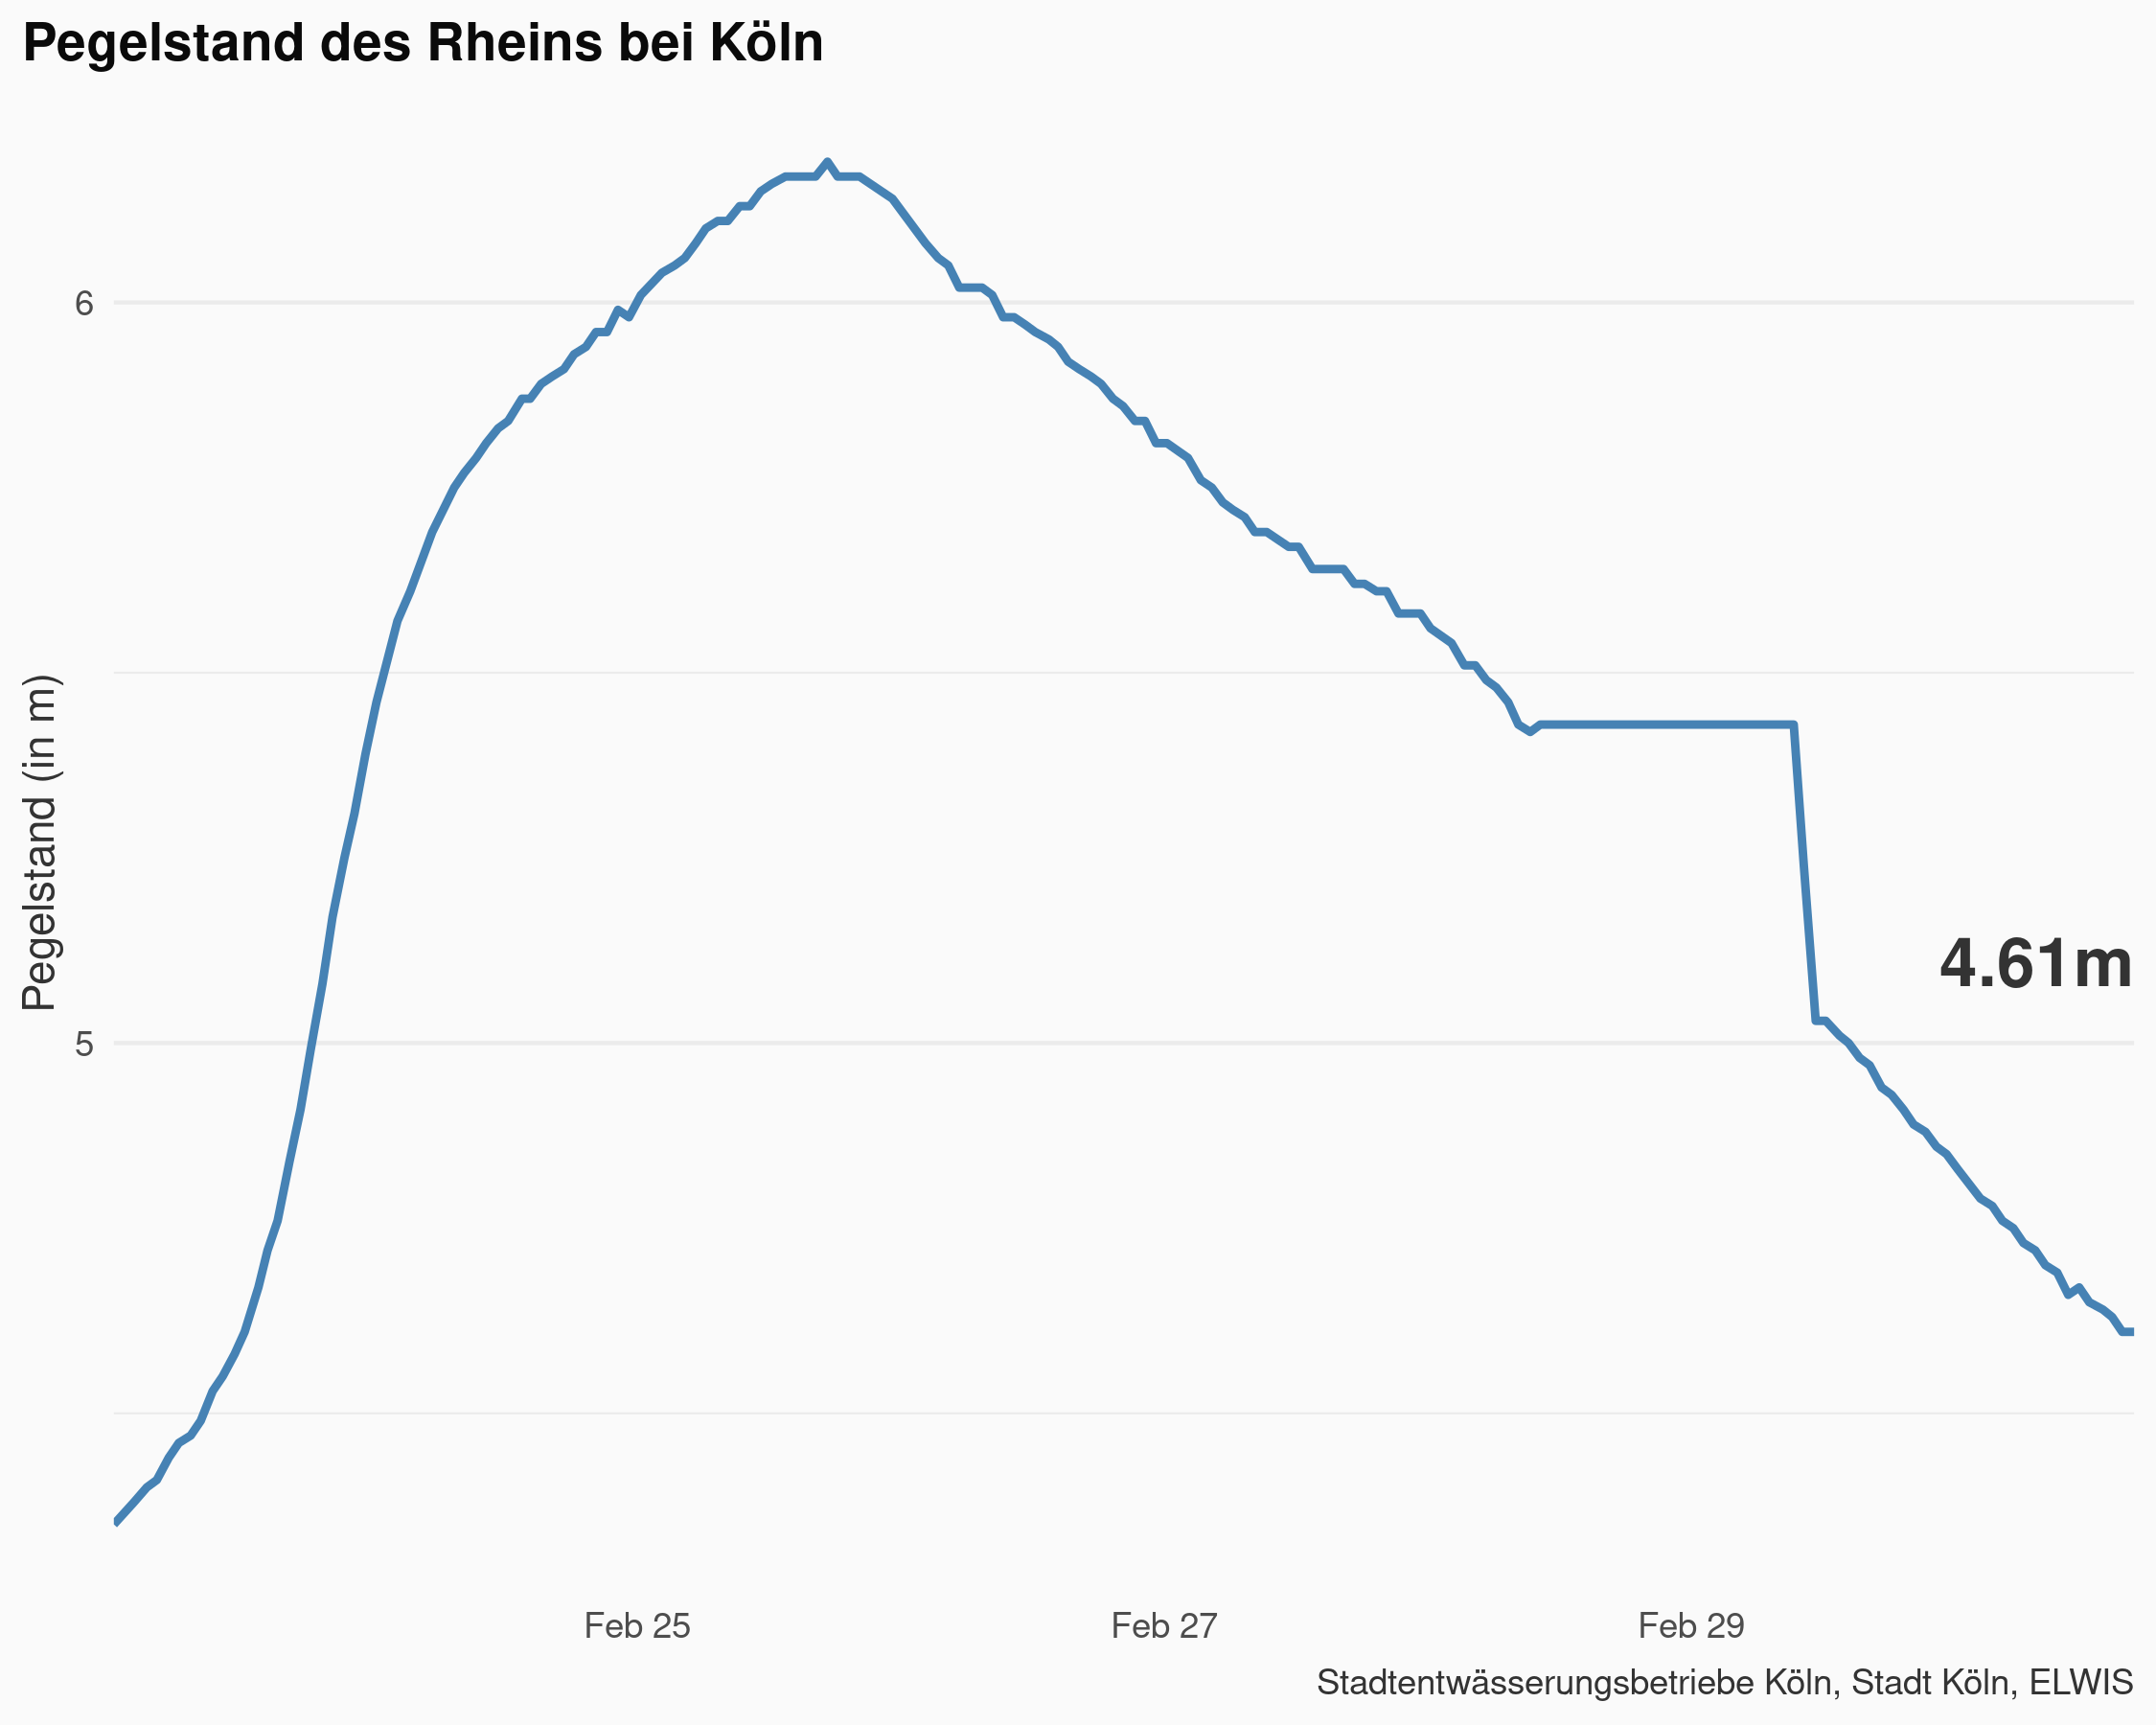 Pegelstand des Rheins bei Köln
Pegelstand (in m)
6
5
4.61m
Feb 25
Feb 27
Feb 29
Stadtentwässerungsbetriebe Köln, Stadt Köln, ELWIS